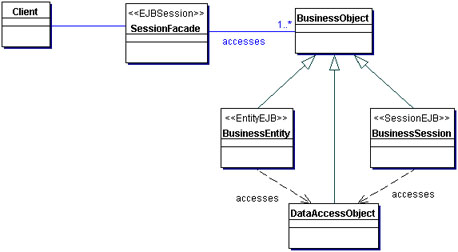 Client
<<EJBSession>>
SessionFacade
accesses
1..*
BusinessObject
<<EntityEJB>>
BusinessEntity
<<SessionEJB>>
BusinessSession
accesses
accesses
DataAccessObject